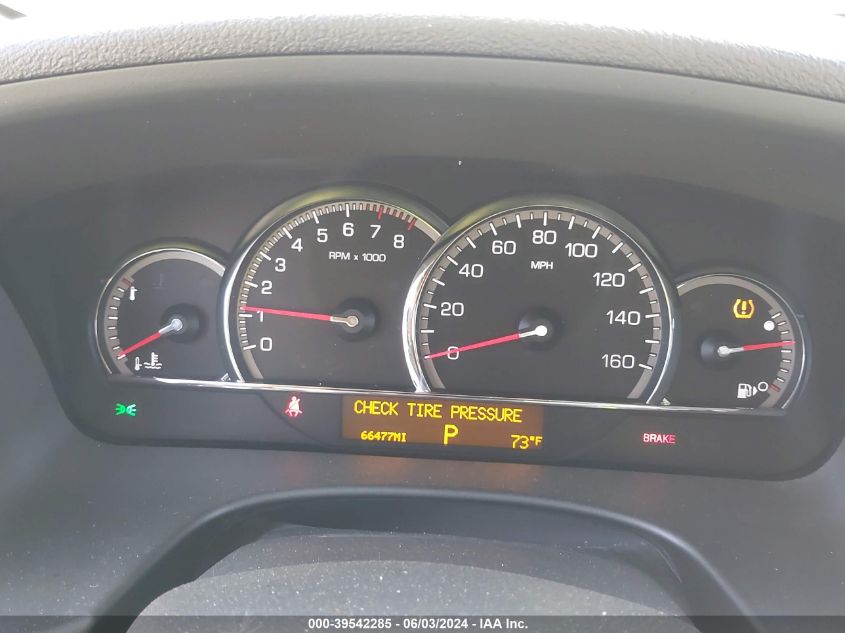 0 1 2 3 4 5 6 7 8
RPM x 1000
0 20 40 60 80 100 120 140 160
MPH
CHECK TIRE PRESSURE
66477MI P 73°F
BRAKE
000-39542285 / 06/03/2024 - IAA Inc.